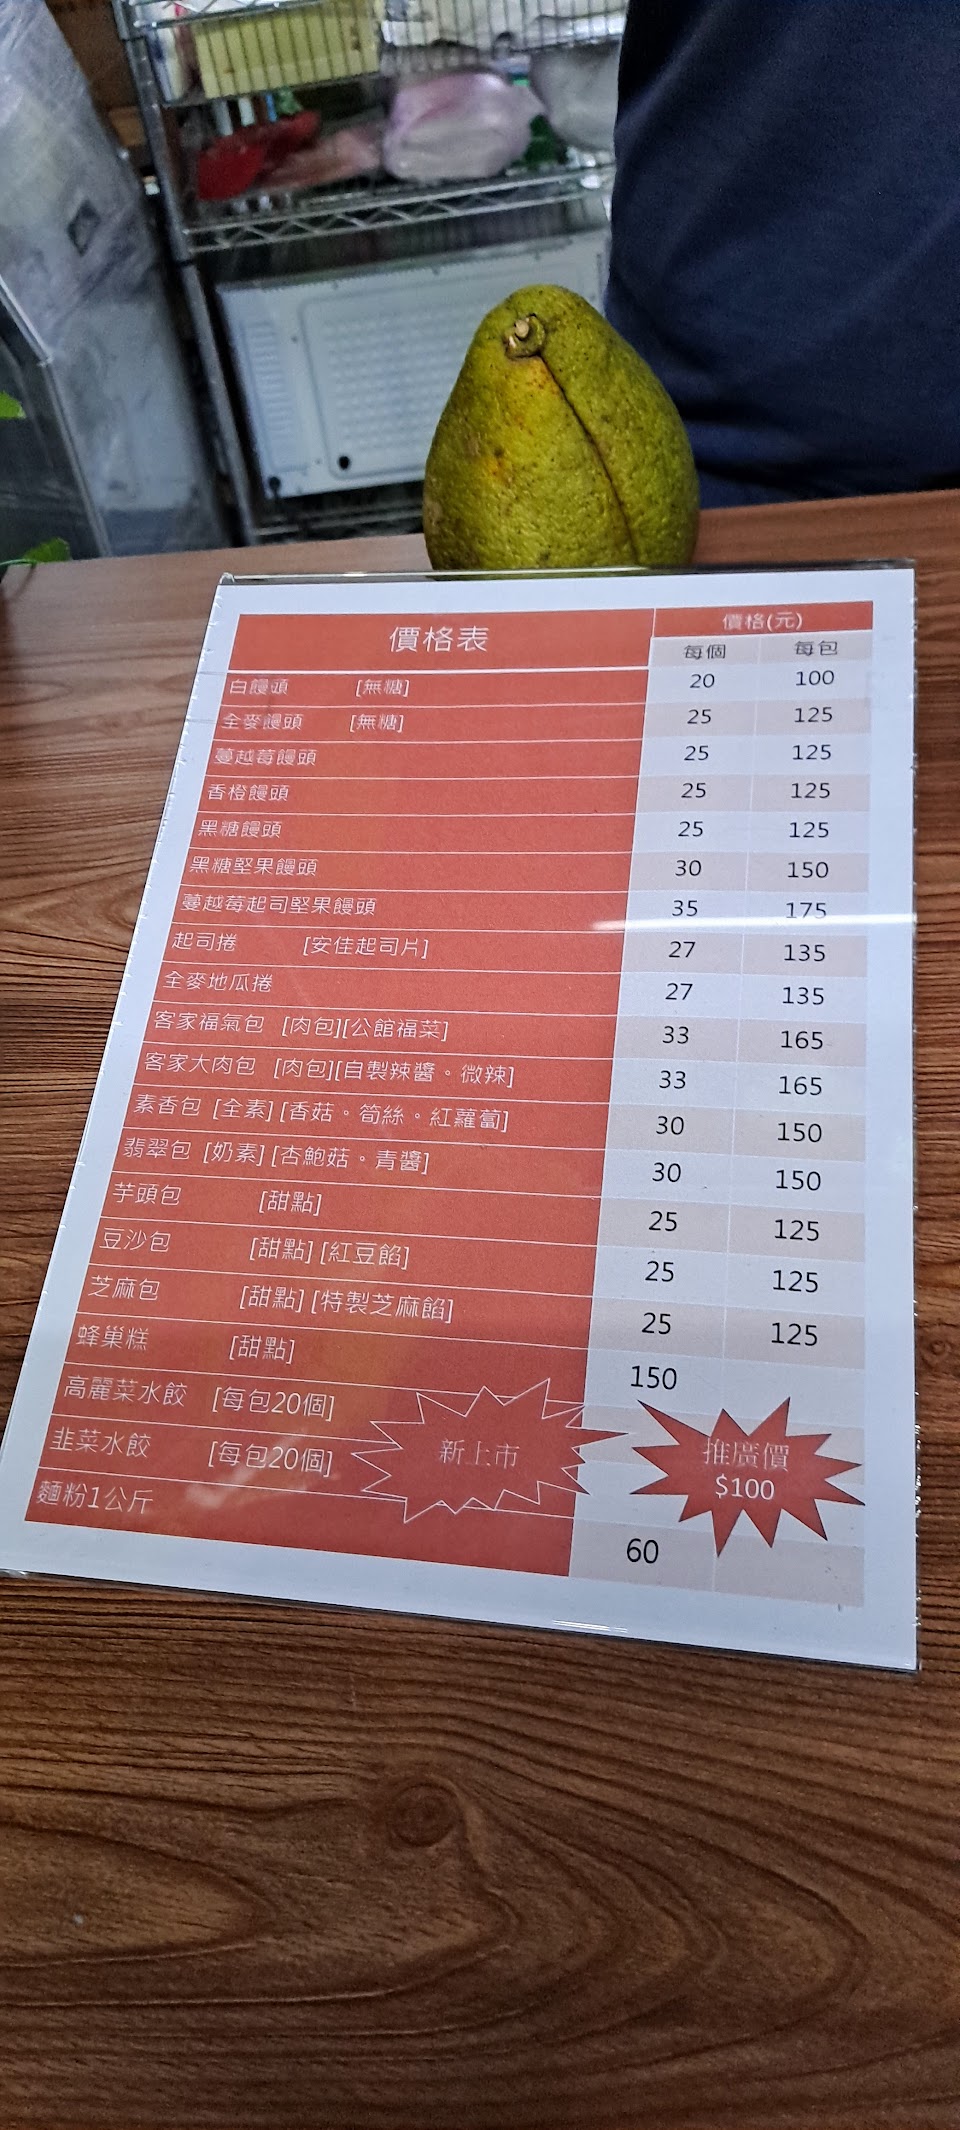 價格表 價格(元)
每個 每包
白饅頭 [無糖] 20 100
全麥饅頭 [無糖] 25 125
蔓越莓饅頭 25 125
香橙饅頭 25 125
黑糖饅頭 25 125
黑糖堅果饅頭 30 150
蔓越莓起司堅果饅頭 35 175
起司捲 [安佳起司片] 27 135
全麥地瓜捲 27 135
客家福氣包 [肉包][公館福菜] 33 165
客家大肉包 [肉包][自製辣醬。微辣] 33 165
素香包 [全素] [香菇。筍絲。紅蘿蔔] 30 150
翡翠包 [奶素] [杏鮑菇。青醬] 30 150
芋頭包 [甜點] 25 125
豆沙包 [甜點] [紅豆餡] 25 125
芝麻包 [甜點] [特製芝麻餡] 25 125
蜂巢糕 [甜點] 150
高麗菜水餃 [每包20個]
韭菜水餃 [每包20個]
新上市
推廣價
$100
麵粉1公斤 60